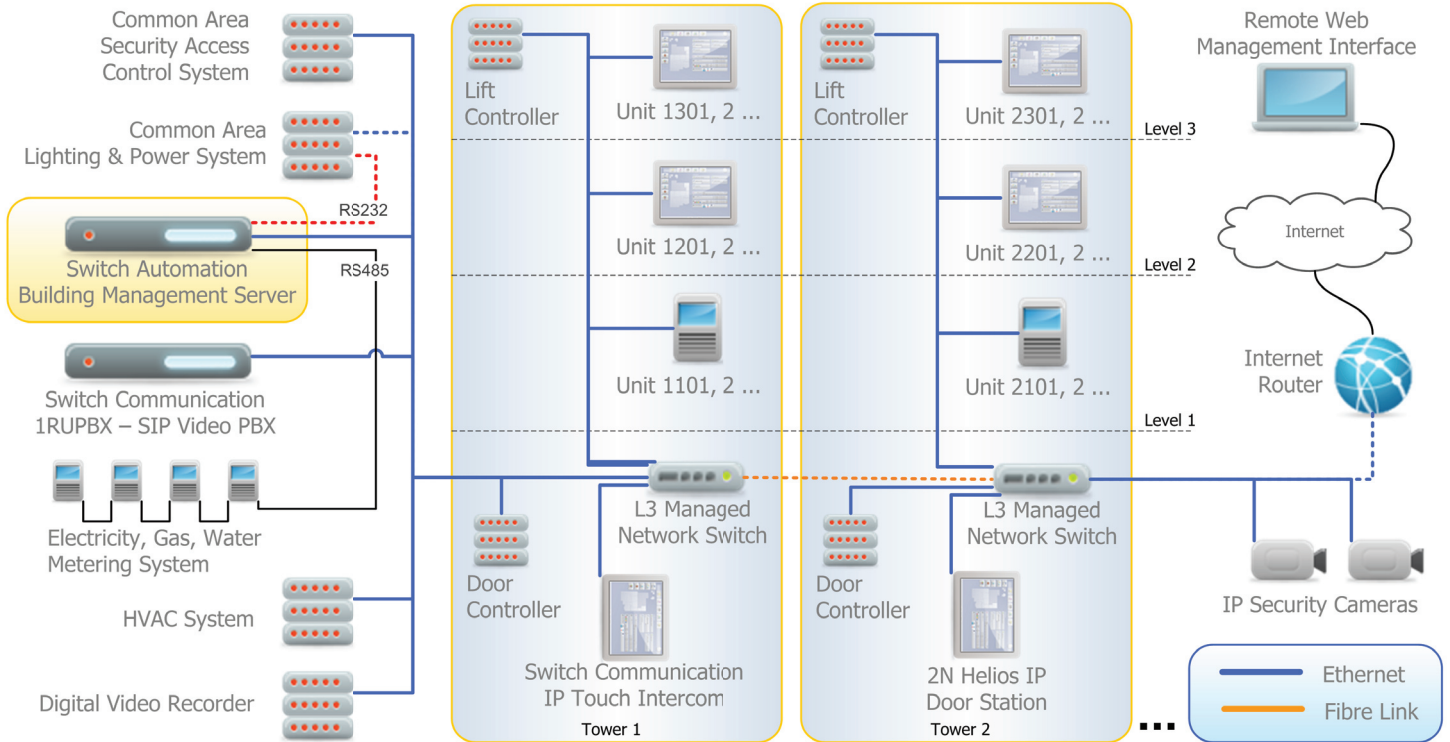 Common Area
Security Access
Control System
Common Area
Lighting & Power System
RS232
Switch Automation
Building Management Server
RS485
Switch Communication
1RUPBX – SIP Video PBX
Electricity, Gas, Water
Metering System
HVAC System
Digital Video Recorder
Lift
Controller
Unit 1301, 2 ...
Unit 1201, 2 ...
Unit 1101, 2 ...
L3 Managed
Network Switch
Door
Controller
Switch Communication
IP Touch Intercom
Tower 1
Lift
Controller
Unit 2301, 2 ...
Level 3
Unit 2201, 2 ...
Level 2
Unit 2101, 2 ...
Level 1
L3 Managed
Network Switch
Door
Controller
2N Helios IP
Door Station
Tower 2
Remote Web
Management Interface
Internet
Internet
Router
IP Security Cameras
...
Ethernet
Fibre Link